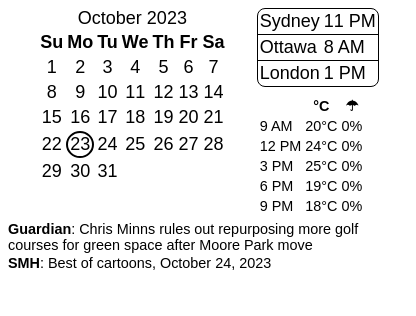 October 2023
Su Mo Tu We Th Fr Sa
1 2 3 4 5 6 7
8 9 10 11 12 13 14
15 16 17 18 19 20 21
22 23 24 25 26 27 28
29 30 31
Sydney 11 PM
Ottawa 8 AM
London 1 PM
°C ☂
9 AM 20°C 0%
12 PM 24°C 0%
3 PM 25°C 0%
6 PM 19°C 0%
9 PM 18°C 0%
Guardian: Chris Minns rules out repurposing more golf
courses for green space after Moore Park move
SMH: Best of cartoons, October 24, 2023